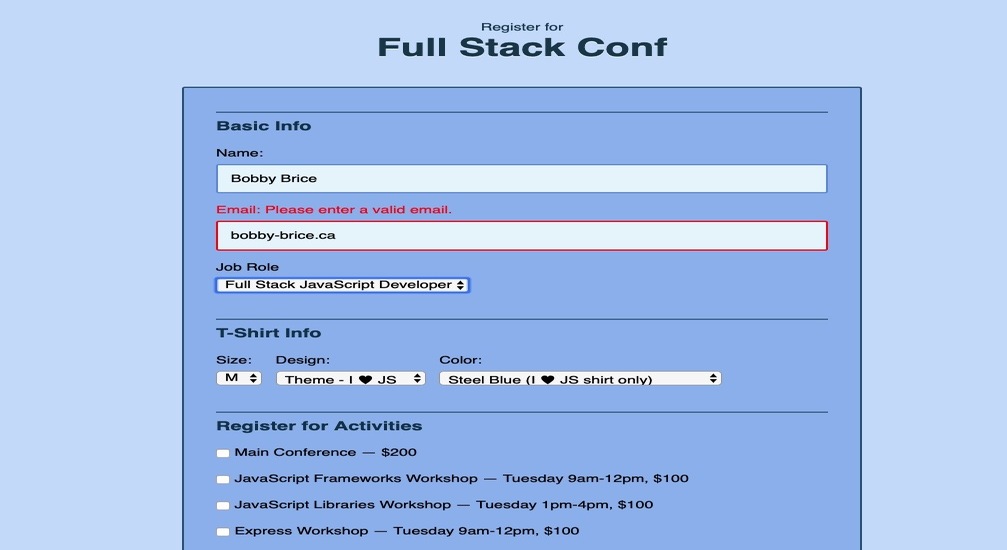 Register for
Full Stack Conf
Basic Info
Name:
Bobby Brice
Email: Please enter a valid email.
bobby-brice.ca
Job Role
Full Stack JavaScript Developer
T-Shirt Info
Size: Design: Color:
M Theme - I ♥ JS Steel Blue (I ♥ JS shirt only)
Register for Activities
Main Conference — $200
JavaScript Frameworks Workshop — Tuesday 9am-12pm, $100
JavaScript Libraries Workshop — Tuesday 1pm-4pm, $100
Express Workshop — Tuesday 9am-12pm, $100